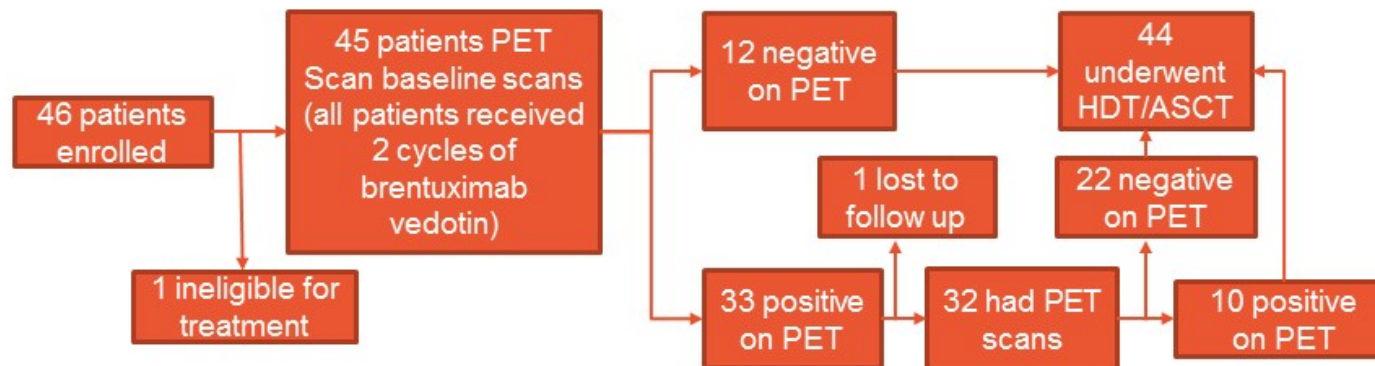 46 patients
enrolled
1 ineligible for
treatment
45 patients PET
Scan baseline scans
(all patients received
2 cycles of
brentuximab
vedotin)
12 negative
on PET
33 positive
on PET
1 lost to
follow up
32 had PET
scans
22 negative
on PET
10 positive
on PET
44
underwent
HDT/ASCT